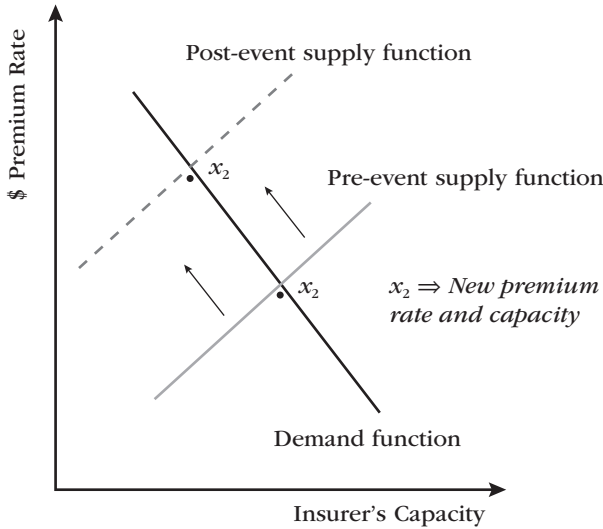 $ Premium Rate
Post-event supply function
x₂
Pre-event supply function
x₂
x₂ ⇒ New premium
rate and capacity
Demand function
Insurer's Capacity